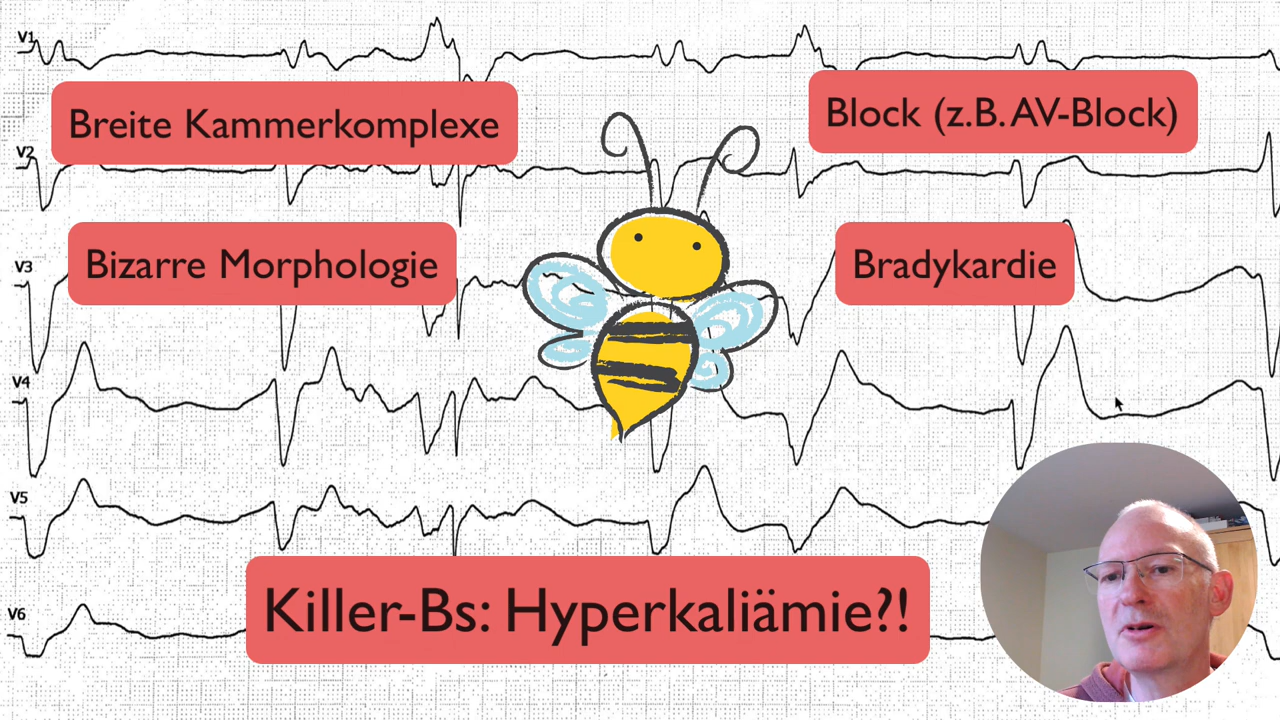 V1
Breite Kammerkomplexe
Block (z.B. AV-Block)
V2
V3
Bizarre Morphologie
Bradykardie
V4
V5
Killer-Bs: Hyperkaliämie?!
V6